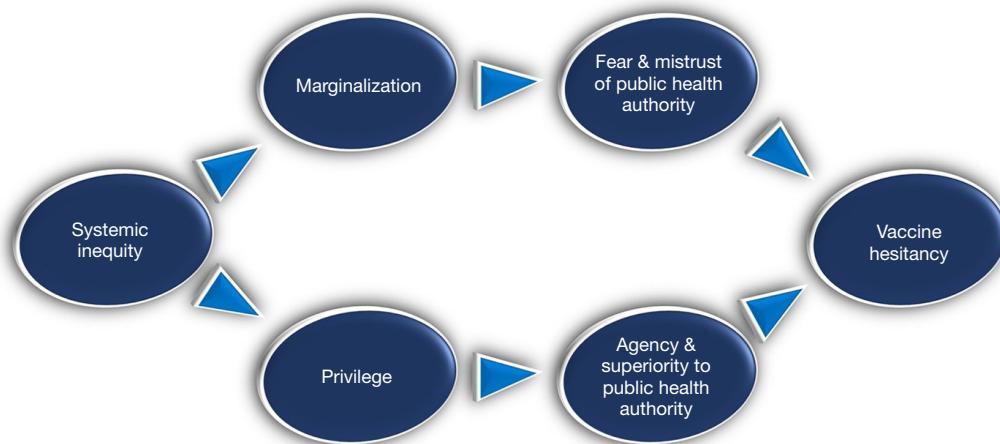 Marginalization
Fear & mistrust
of public health
authority
Systemic
inequity
Vaccine
hesitancy
Privilege
Agency &
superiority to
public health
authority